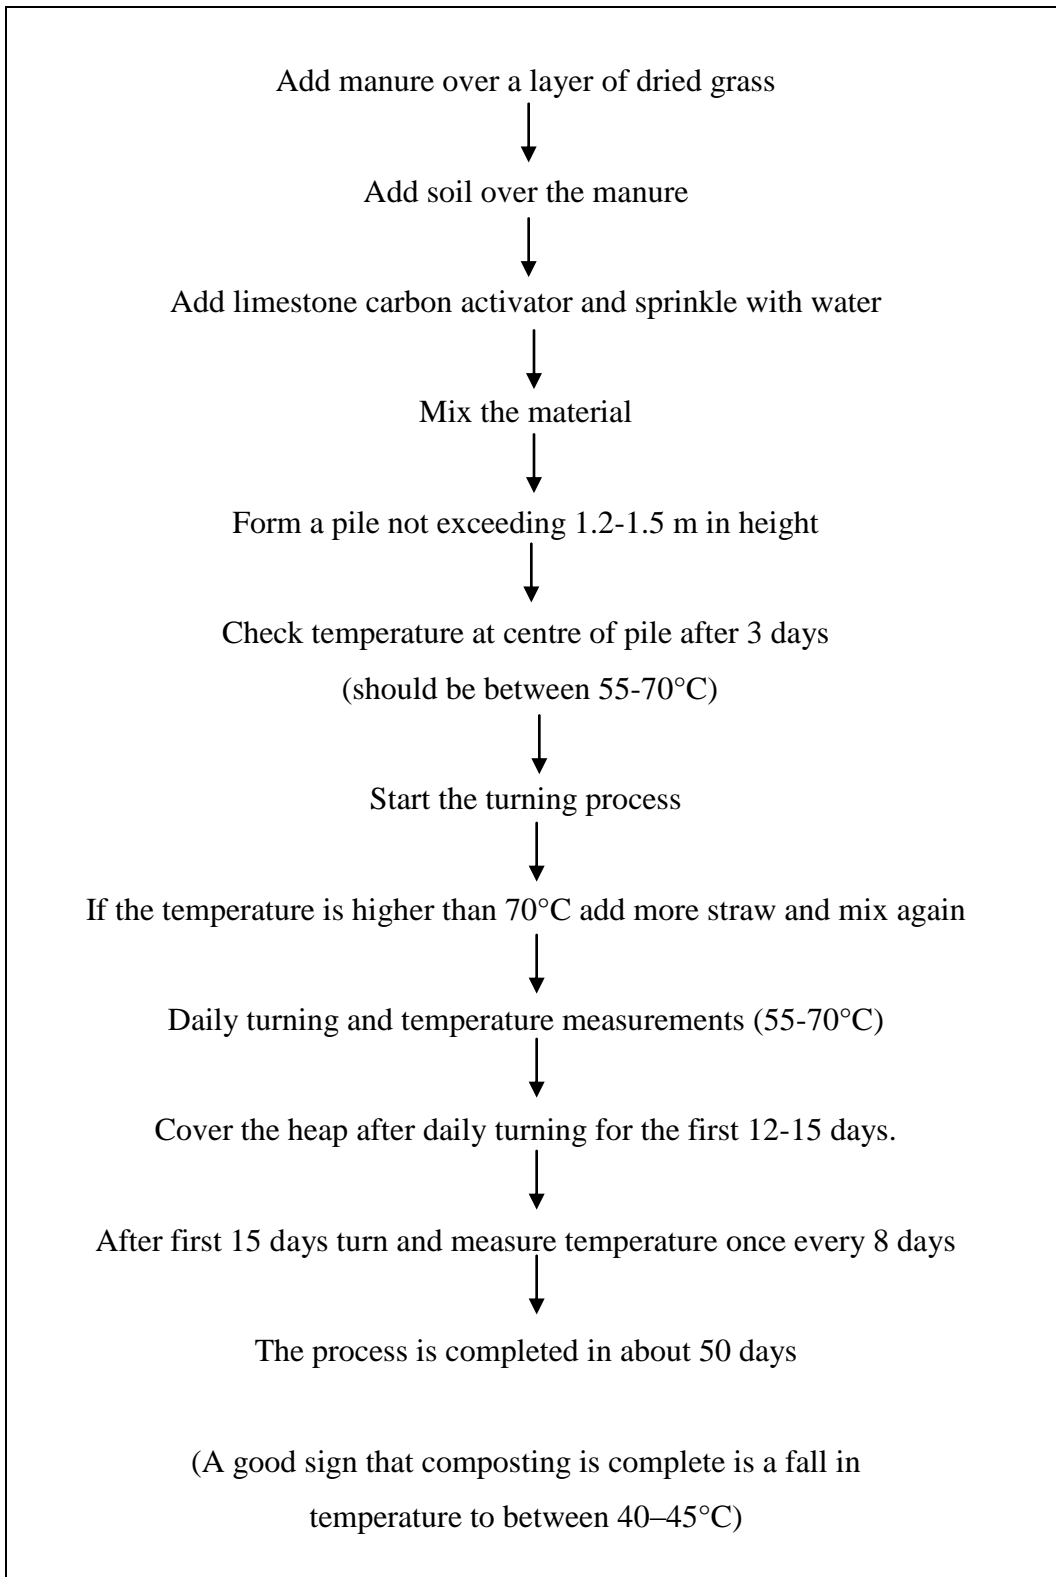 Add manure over a layer of dried grass
Add soil over the manure
Add limestone carbon activator and sprinkle with water
Mix the material
Form a pile not exceeding 1.2-1.5 m in height
Check temperature at centre of pile after 3 days
(should be between 55-70°C)
Start the turning process
If the temperature is higher than 70°C add more straw and mix again
Daily turning and temperature measurements (55-70°C)
Cover the heap after daily turning for the first 12-15 days.
After first 15 days turn and measure temperature once every 8 days
The process is completed in about 50 days
(A good sign that composting is complete is a fall in
temperature to between 40–45°C)